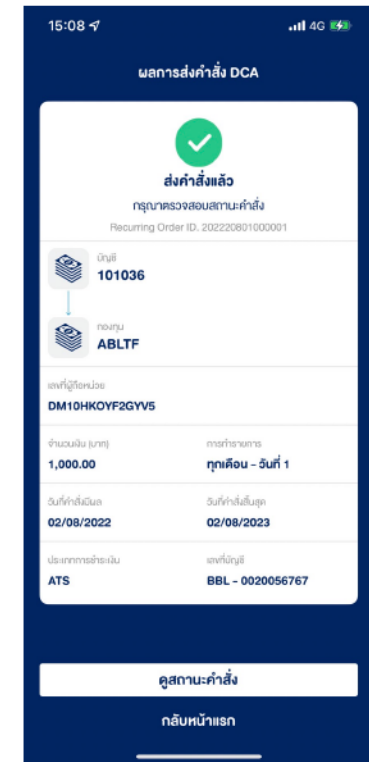 15:08 4G
ผลการส่งคำสั่ง DCA
ส่งคำสั่งแล้ว
กรุณาตรวจสอบสถานะคำสั่ง
Recurring Order ID. 202220801000001
บัญชี
101036
กองทุน
ABLTF
เลขที่ผู้ถือหน่วย
DM10HKOYF2GYV5
จำนวนเงิน (บาท) การทำรายการ
1,000.00 ทุกเดือน - วันที่ 1
วันที่คำสั่งมีผล วันที่คำสั่งสิ้นสุด
02/08/2022 02/08/2023
ประเภทการชำระเงิน เลขที่บัญชี
ATS BBL - 0020056767
ดูสถานะคำสั่ง
กลับหน้าแรก